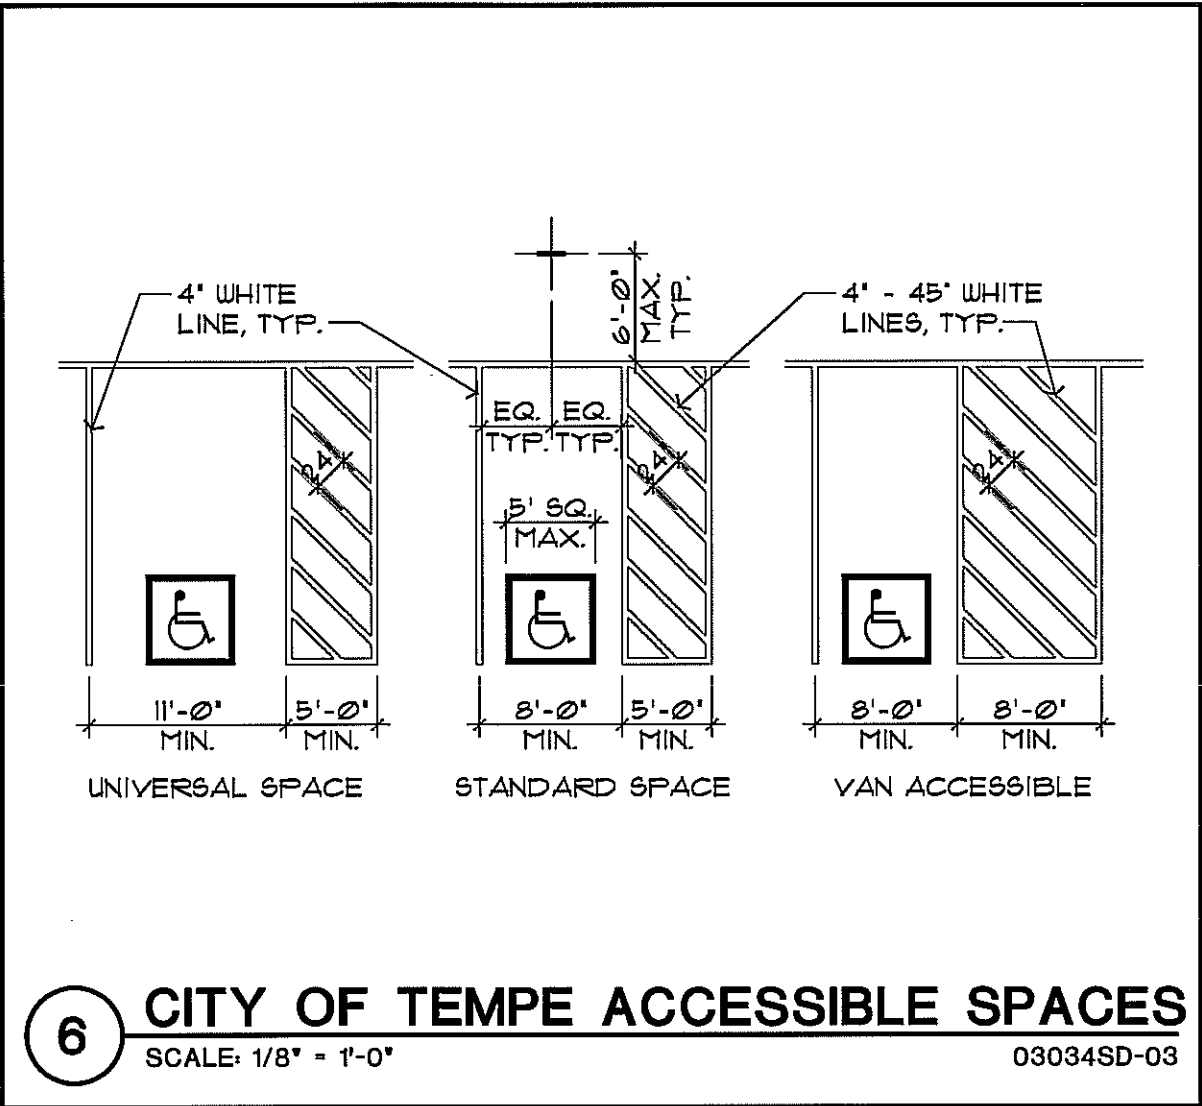 4" WHITE
LINE, TYP.
6'-0"
MAX.
TYP.
4" - 45° WHITE
LINES, TYP.
EQ. EQ.
TYP. TYP.
5' SQ.
MAX.
11'-0"
MIN.
5'-0"
MIN.
8'-0"
MIN.
5'-0"
MIN.
8'-0"
MIN.
8'-0"
MIN.
UNIVERSAL SPACE
STANDARD SPACE
VAN ACCESSIBLE
6
CITY OF TEMPE ACCESSIBLE SPACES
SCALE: 1/8" = 1'-0"
03034SD-03